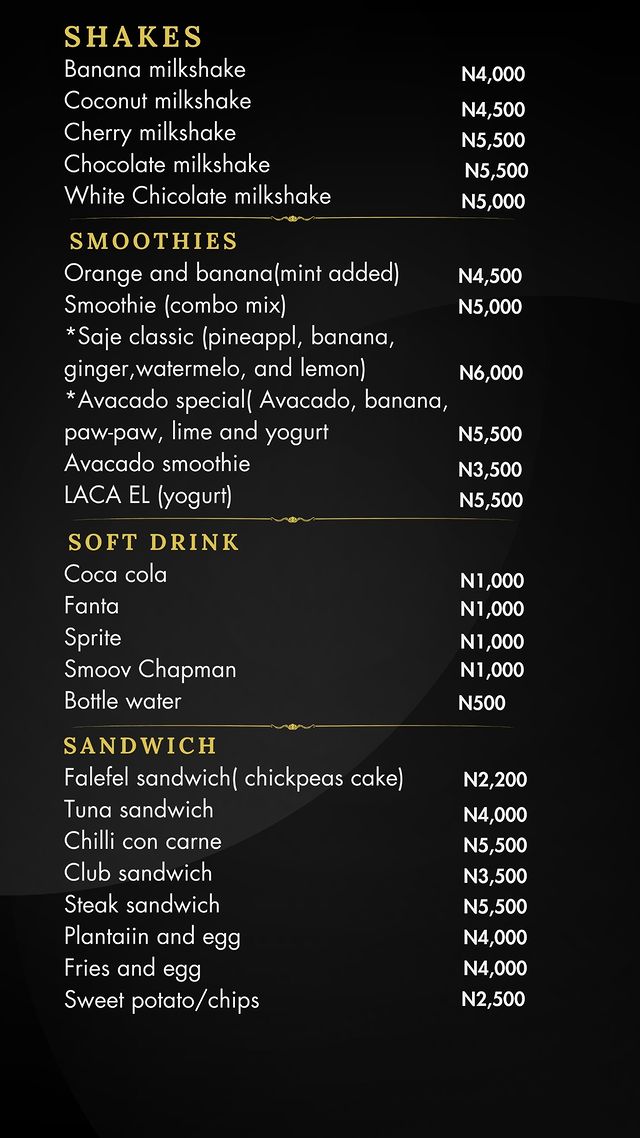 SHAKES
Banana milkshake N4,000
Coconut milkshake N4,500
Cherry milkshake N5,500
Chocolate milkshake N5,500
White Chicolate milkshake N5,000
SMOOTHIES
Orange and banana(mint added) N4,500
Smoothie (combo mix) N5,000
*Saje classic (pineappl, banana,
ginger,watermelo, and lemon) N6,000
*Avacado special( Avacado, banana,
paw-paw, lime and yogurt N5,500
Avacado smoothie N3,500
LACA EL (yogurt) N5,500
SOFT DRINK
Coca cola N1,000
Fanta N1,000
Sprite N1,000
Smoov Chapman N1,000
Bottle water N500
SANDWICH
Falefel sandwich( chickpeas cake) N2,200
Tuna sandwich N4,000
Chilli con carne N5,500
Club sandwich N3,500
Steak sandwich N5,500
Plantaiin and egg N4,000
Fries and egg N4,000
Sweet potato/chips N2,500